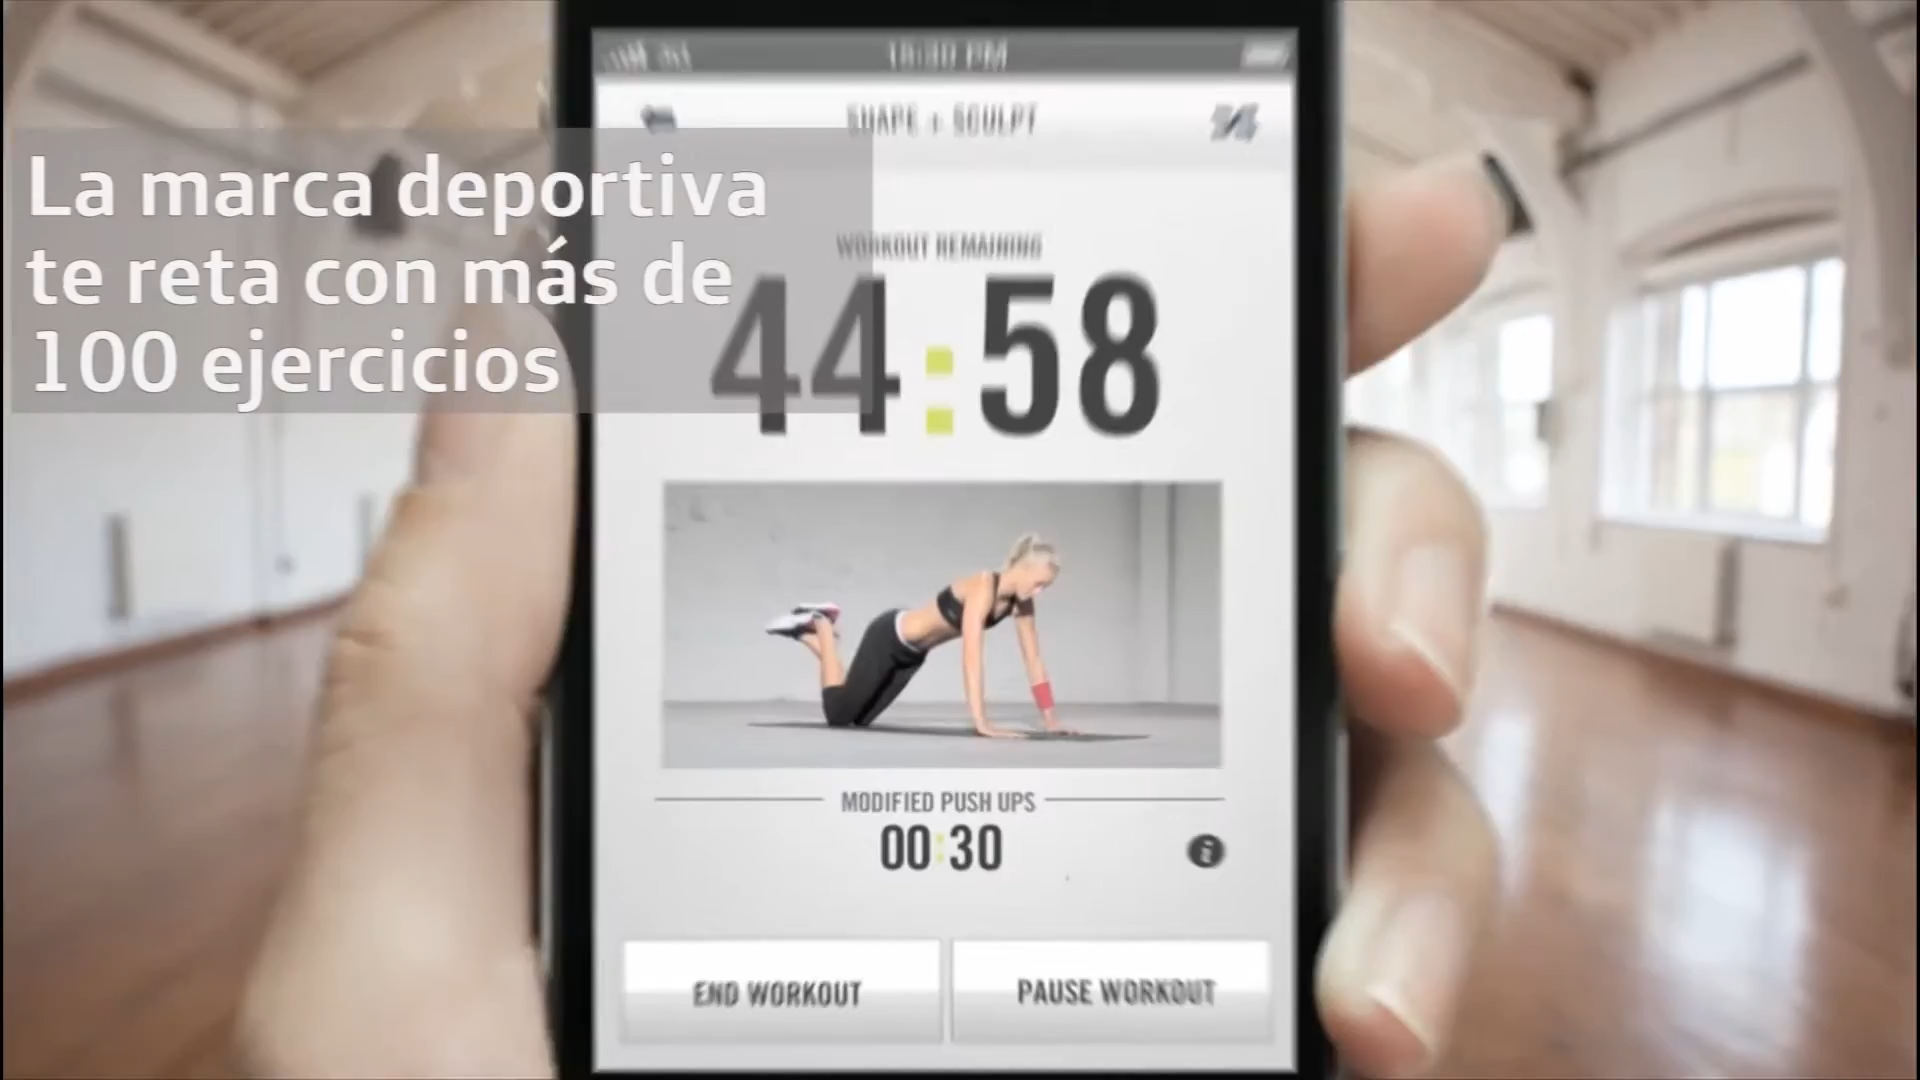 SHAPE + SCULPT
La marca deportiva
te reta con más de
100 ejercicios
WORKOUT REMAINING
44:58
MODIFIED PUSH UPS
00:30
i
END WORKOUT
PAUSE WORKOUT